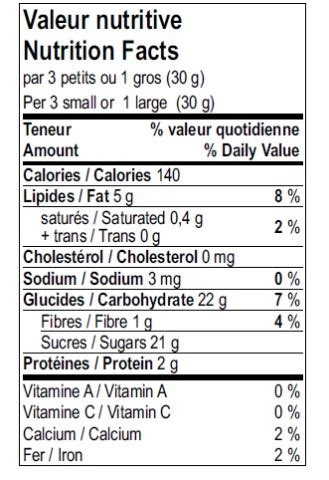 Valeur nutritive
Nutrition Facts
par 3 petits ou 1 gros (30 g)
Per 3 small or 1 large (30 g)
Teneur % valeur quotidienne
Amount % Daily Value
Calories / Calories 140
Lipides / Fat 5 g 8 %
saturés / Saturated 0,4 g
+ trans / Trans 0 g 2 %
Cholestérol / Cholesterol 0 mg
Sodium / Sodium 3 mg 0 %
Glucides / Carbohydrate 22 g 7 %
Fibres / Fibre 1 g 4 %
Sucres / Sugars 21 g
Protéines / Protein 2 g
Vitamine A / Vitamin A 0 %
Vitamine C / Vitamin C 0 %
Calcium / Calcium 2 %
Fer / Iron 2 %